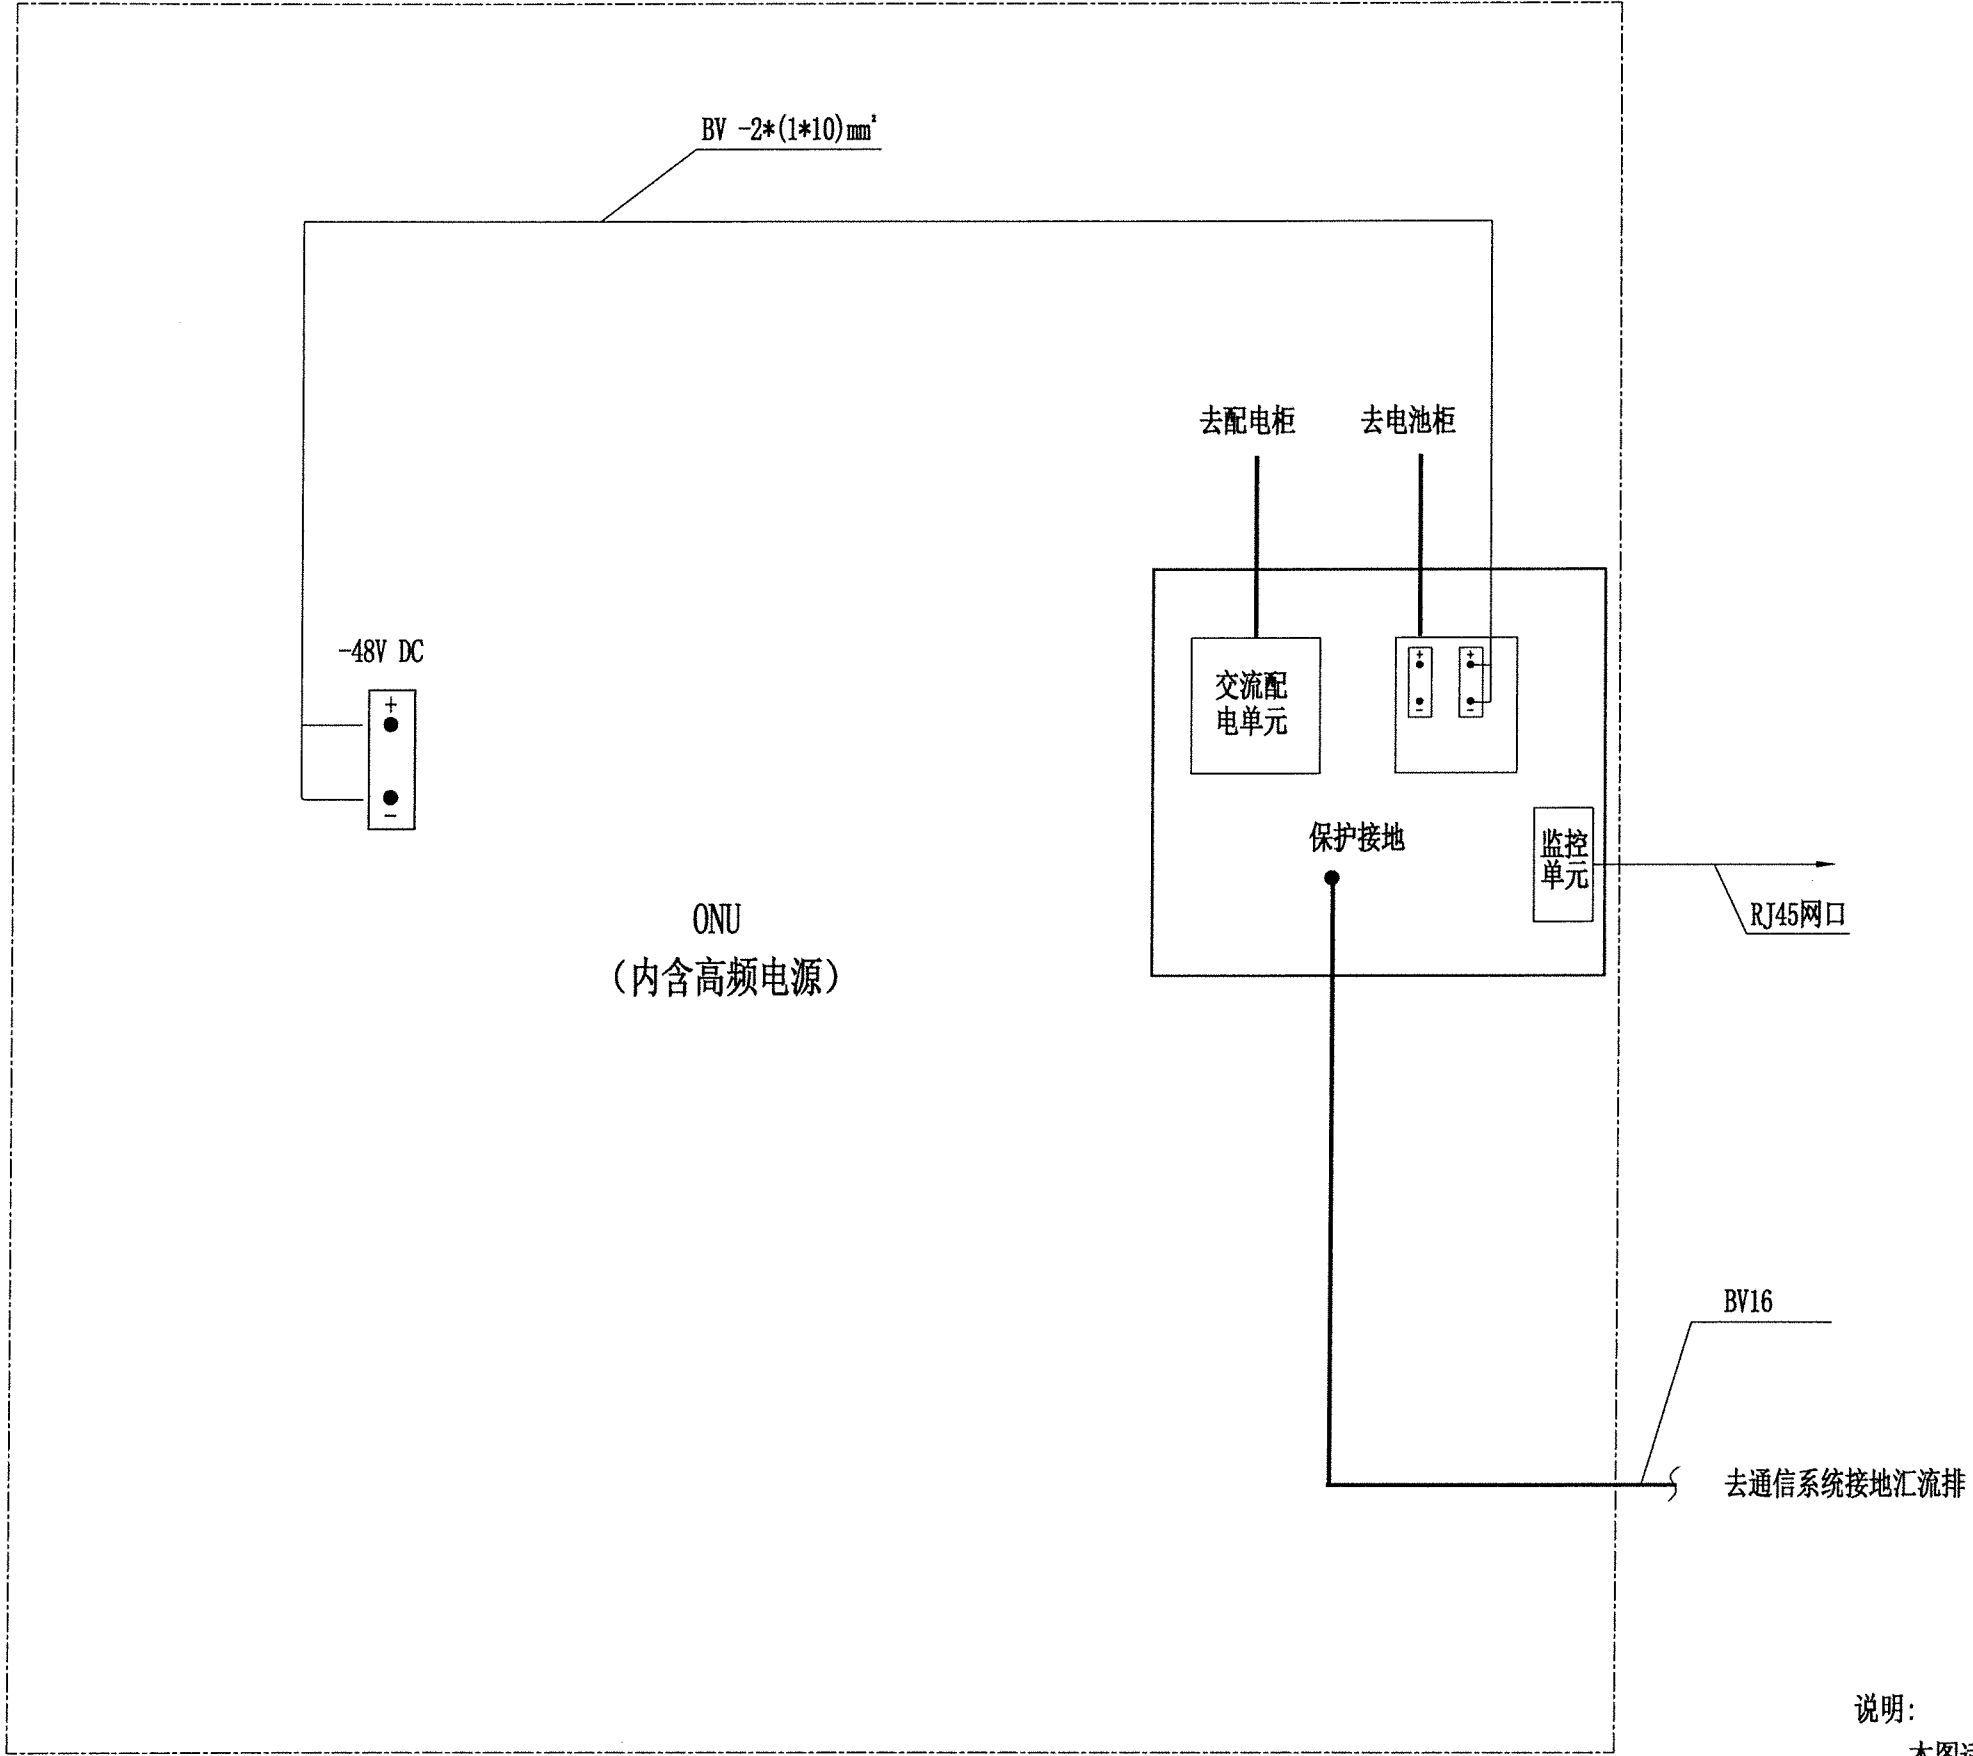 BV -2*(1*10)mm²
去配电柜
去电池柜
-48V DC
+
-
交流配
电单元
+
-
+
-
保护接地
监控
单元
RJ45网口
ONU
(内含高频电源)
BV16
去通信系统接地汇流排
说明:
本图